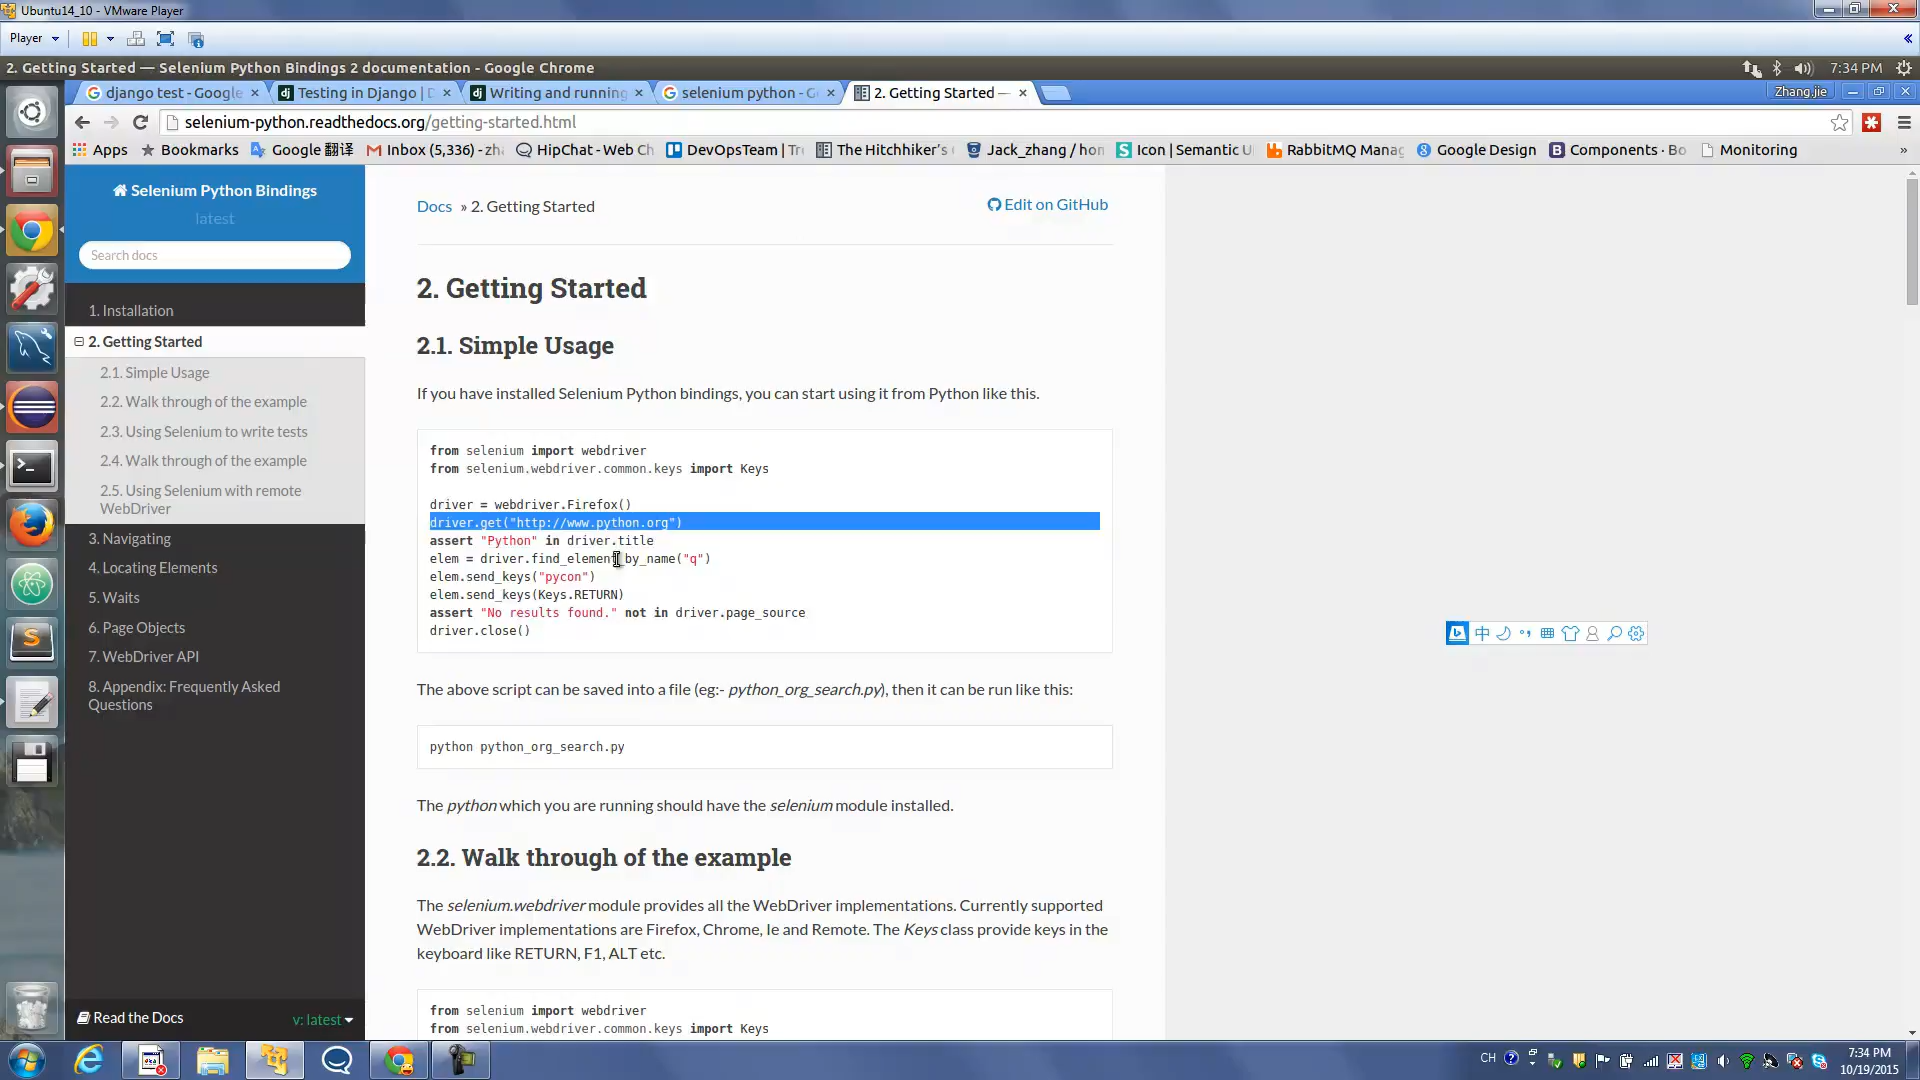 Ubuntu14_10 - VMware Player
Player
2. Getting Started — Selenium Python Bindings 2 documentation - Google Chrome
7:34 PM
django test - Google
Testing in Django | D
Writing and running
selenium python - G
2. Getting Started —
Zhang.jie
selenium-python.readthedocs.org/getting-started.html
Apps
Bookmarks
Google 翻译
Inbox (5,336) - zh
HipChat - Web Ch
DevOpsTeam | Tr
The Hitchhiker's
Jack_zhang / hon
Icon | Semantic U
RabbitMQ Manag
Google Design
Components · Bo
Monitoring
»
Selenium Python Bindings
latest
Search docs
1. Installation
2. Getting Started
2.1. Simple Usage
2.2. Walk through of the example
2.3. Using Selenium to write tests
2.4. Walk through of the example
2.5. Using Selenium with remote
WebDriver
3. Navigating
4. Locating Elements
5. Waits
6. Page Objects
7. WebDriver API
8. Appendix: Frequently Asked
Questions
Read the Docs
v: latest
Docs » 2. Getting Started
Edit on GitHub
2. Getting Started
2.1. Simple Usage
If you have installed Selenium Python bindings, you can start using it from Python like this.
from selenium import webdriver
from selenium.webdriver.common.keys import Keys
driver = webdriver.Firefox()
driver.get("http://www.python.org")
assert "Python" in driver.title
elem = driver.find_element_by_name("q")
elem.send_keys("pycon")
elem.send_keys(Keys.RETURN)
assert "No results found." not in driver.page_source
driver.close()
The above script can be saved into a file (eg:- python_org_search.py), then it can be run like this:
python python_org_search.py
The python which you are running should have the selenium module installed.
2.2. Walk through of the example
The selenium.webdriver module provides all the WebDriver implementations. Currently supported
WebDriver implementations are Firefox, Chrome, Ie and Remote. The Keys class provide keys in the
keyboard like RETURN, F1, ALT etc.
from selenium import webdriver
from selenium.webdriver.common.keys import Keys
中
CH
7:34 PM
10/19/2015